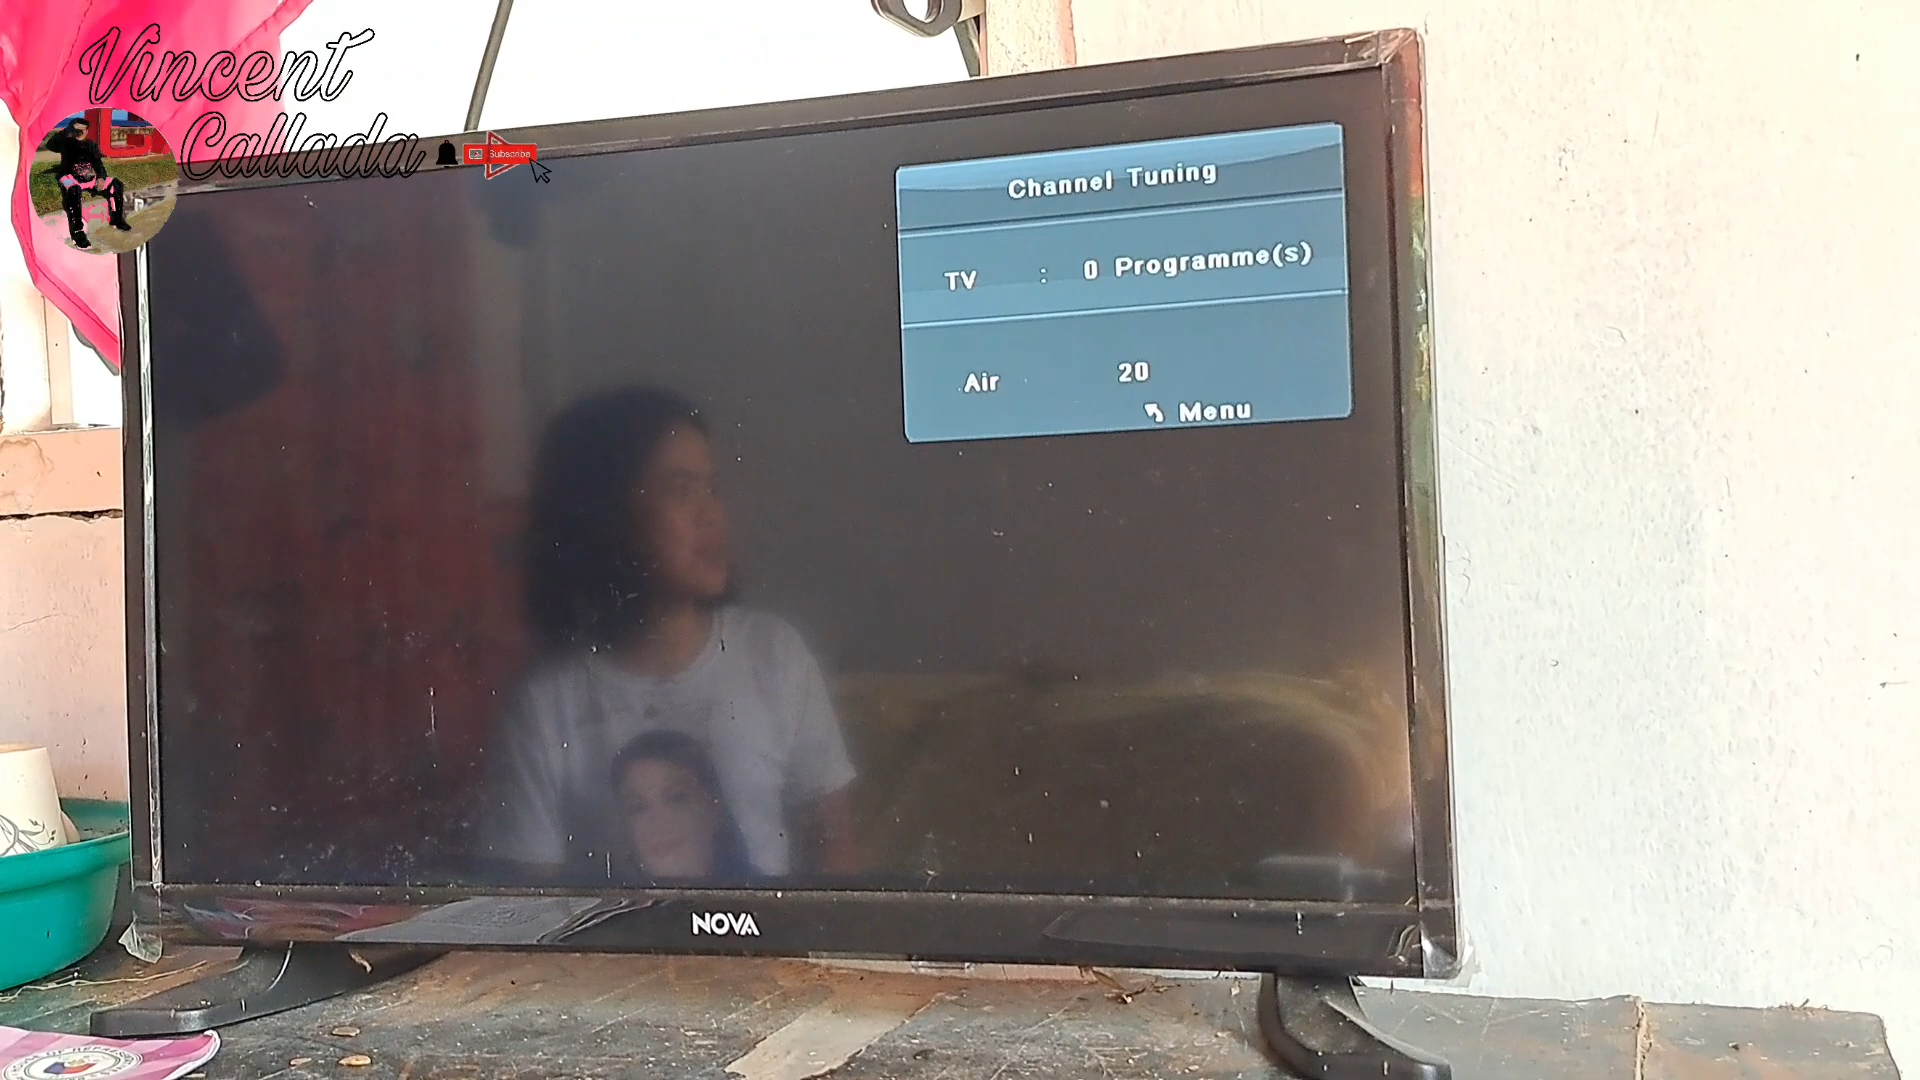 Vincent
Callada
Subscribe
Channel Tuning
TV : 0 Programme(s)
Air : 20
Menu
NOVA